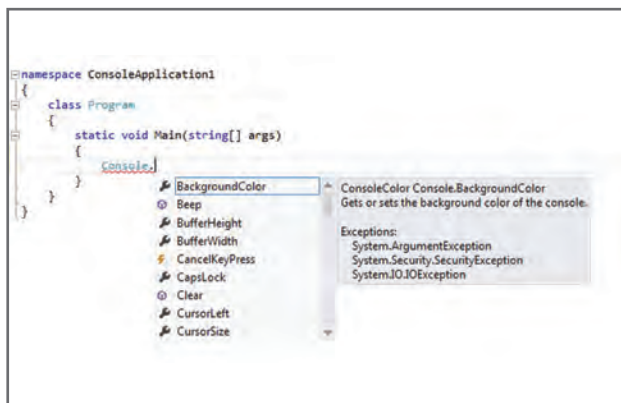 namespace ConsoleApplication1
{
class Program
{
static void Main(string[] args)
{
Console.
}
}
}
BackgroundColor
Beep
BufferHeight
BufferWidth
CancelKeyPress
CapsLock
Clear
CursorLeft
CursorSize
ConsoleColor Console.BackgroundColor
Gets or sets the background color of the console.
Exceptions:
System.ArgumentException
System.Security.SecurityException
System.IO.IOException